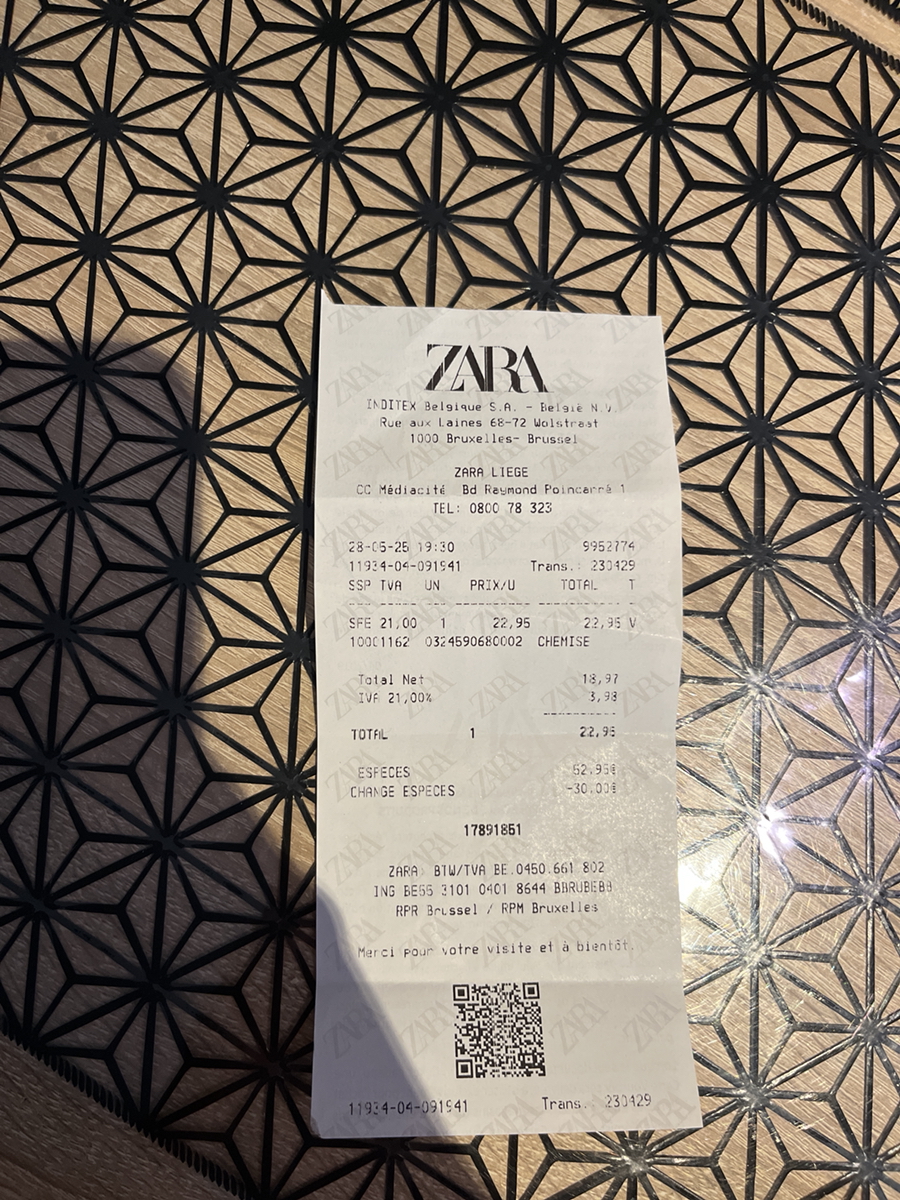 ZARA
INDITEX Belgique S.A. - België N.V.
Rue aux Laines 68-72 Wolstraat
1000 Bruxelles- Brussel
ZARA LIEGE
CC Médiacité Bd Raymond Poincarré 1
TEL: 0800 78 323
28-05-25 19:30 9952774
11934-04-091941 Trans.: 230429
SSP TVA UN PRIX/U TOTAL T
SFE 21,00 1 22,95 22,95 V
10001162 0324590680002 CHEMISE
Total Net 18,97
IVA 21,00% 3,98
TOTAL 1 22,95
ESPECES 52,95€
CHANGE ESPECES -30,00€
17891851
ZARA: BTW/TVA BE.0450.661 802
ING BE55 3101 0401 8644 BBRUBEBB
RPR Brussel / RPM Bruxelles
Merci pour votre visite et à bientôt.
11934-04-091941 Trans.: 230429